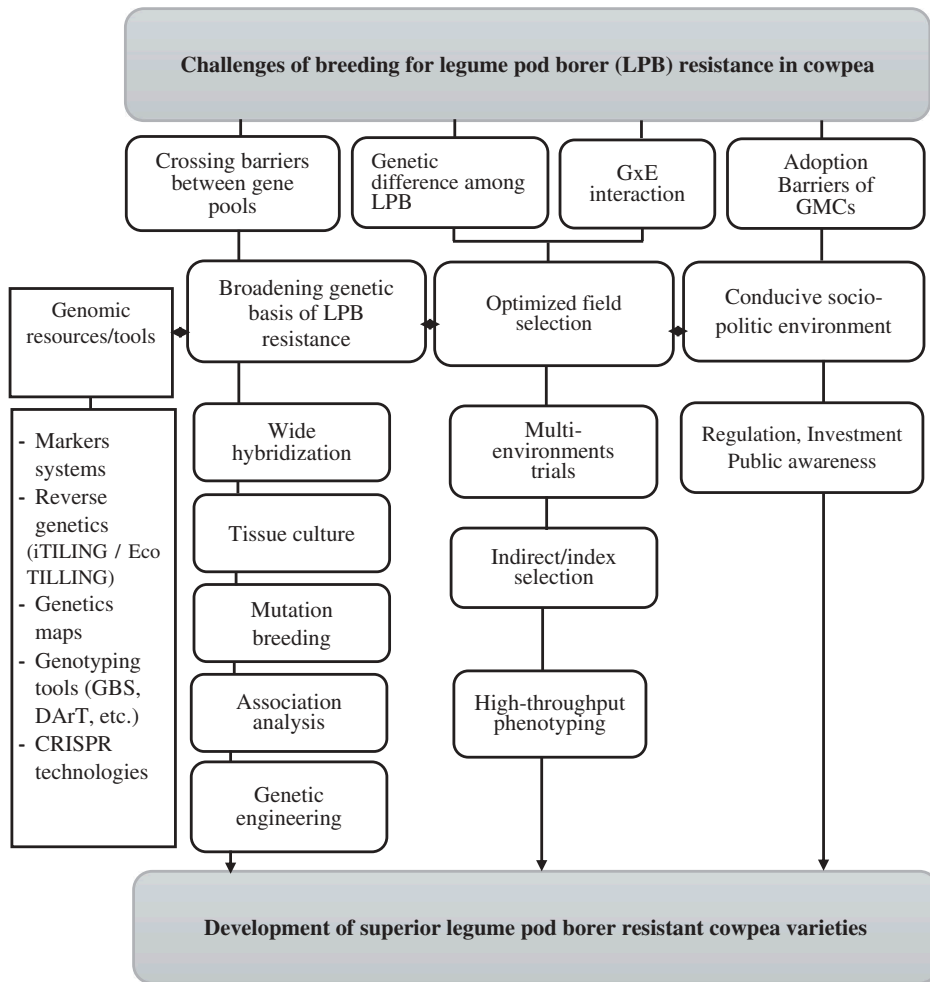 Challenges of breeding for legume pod borer (LPB) resistance in cowpea
Crossing barriers
between gene
pools
Genetic
difference among
LPB
GxE
interaction
Adoption
Barriers of
GMCs
Genomic
resources/tools
Broadening genetic
basis of LPB
resistance
Optimized field
selection
Conducive socio-
politic environment
- Markers
systems
- Reverse
genetics
(iTILING / Eco
TILLING)
- Genetics
maps
- Genotyping
tools (GBS,
DArT, etc.)
- CRISPR
technologies
Wide
hybridization
Tissue culture
Mutation
breeding
Association
analysis
Genetic
engineering
Multi-
environments
trials
Indirect/index
selection
High-throughput
phenotyping
Regulation, Investment
Public awareness
Development of superior legume pod borer resistant cowpea varieties